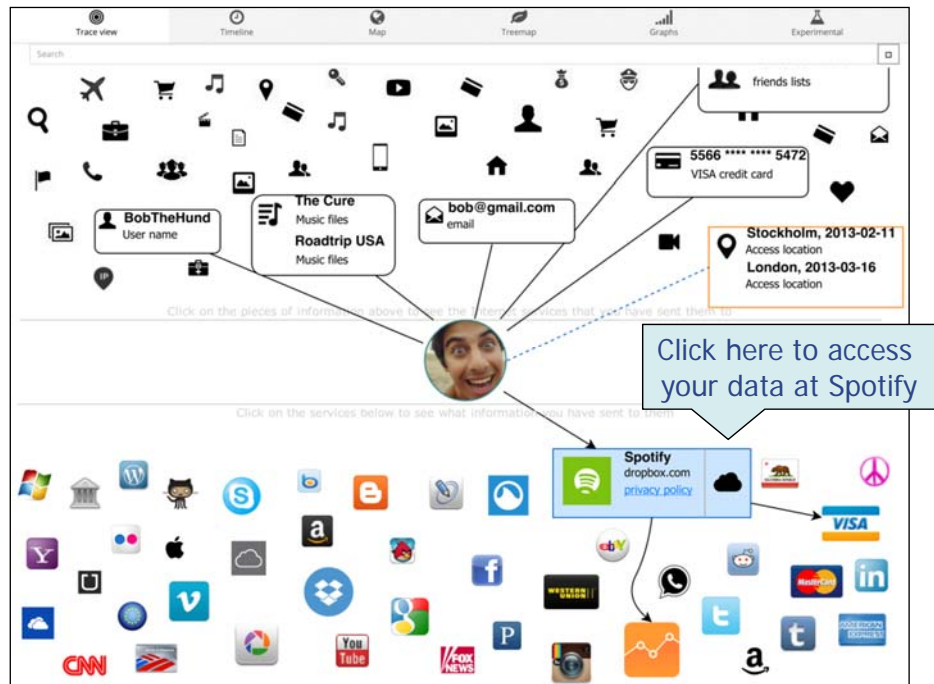 Trace view
Timeline
Map
Treemap
Graphs
Experimental
Search
friends lists
5566 **** **** 5472
VISA credit card
BobTheHund
User name
The Cure
Music files
Roadtrip USA
Music files
bob@gmail.com
email
Stockholm, 2013-02-11
Access location
London, 2013-03-16
Access location
IP
Click on the pieces of information above to see the Internet services that you have sent them to
Click here to access
your data at Spotify
Click on the services below to see what information you have sent to them
Spotify
dropbox.com
privacy policy
CALIFORNIA REPUBLIC
VISA
ebY
WESTERN
UNION
MasterCard
in
AMERICAN
EXPRESS
You
Tube
FOX
NEWS
CNN